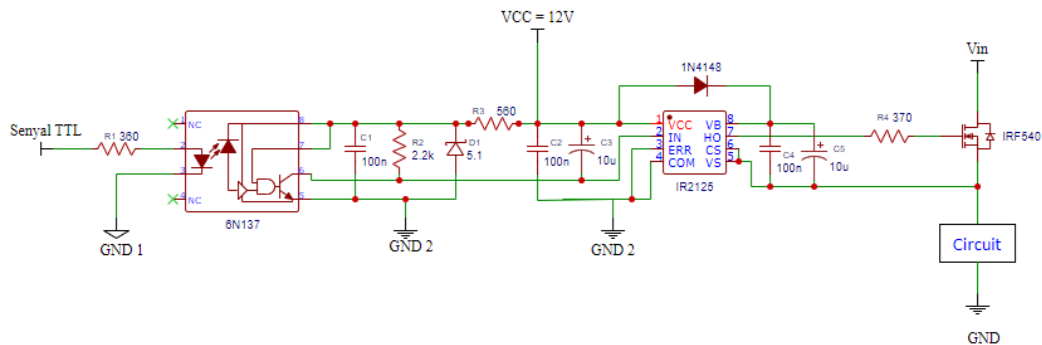 VCC = 12V
Senyal TTL
R1 360
GND 1
1 NC
2
3
4 NC
8
7
6
5
6N137
C1
100n
R2
2.2k
D1
5.1
GND 2
R3 560
C2
100n
C3
10u
GND 2
1N4148
1 VCC
2 IN
3 ERR
4 COM
VB 8
HO 7
CS 6
VS 5
IR2125
C4
100n
C5
10u
R4 370
Vin
IRF540
Circuit
GND